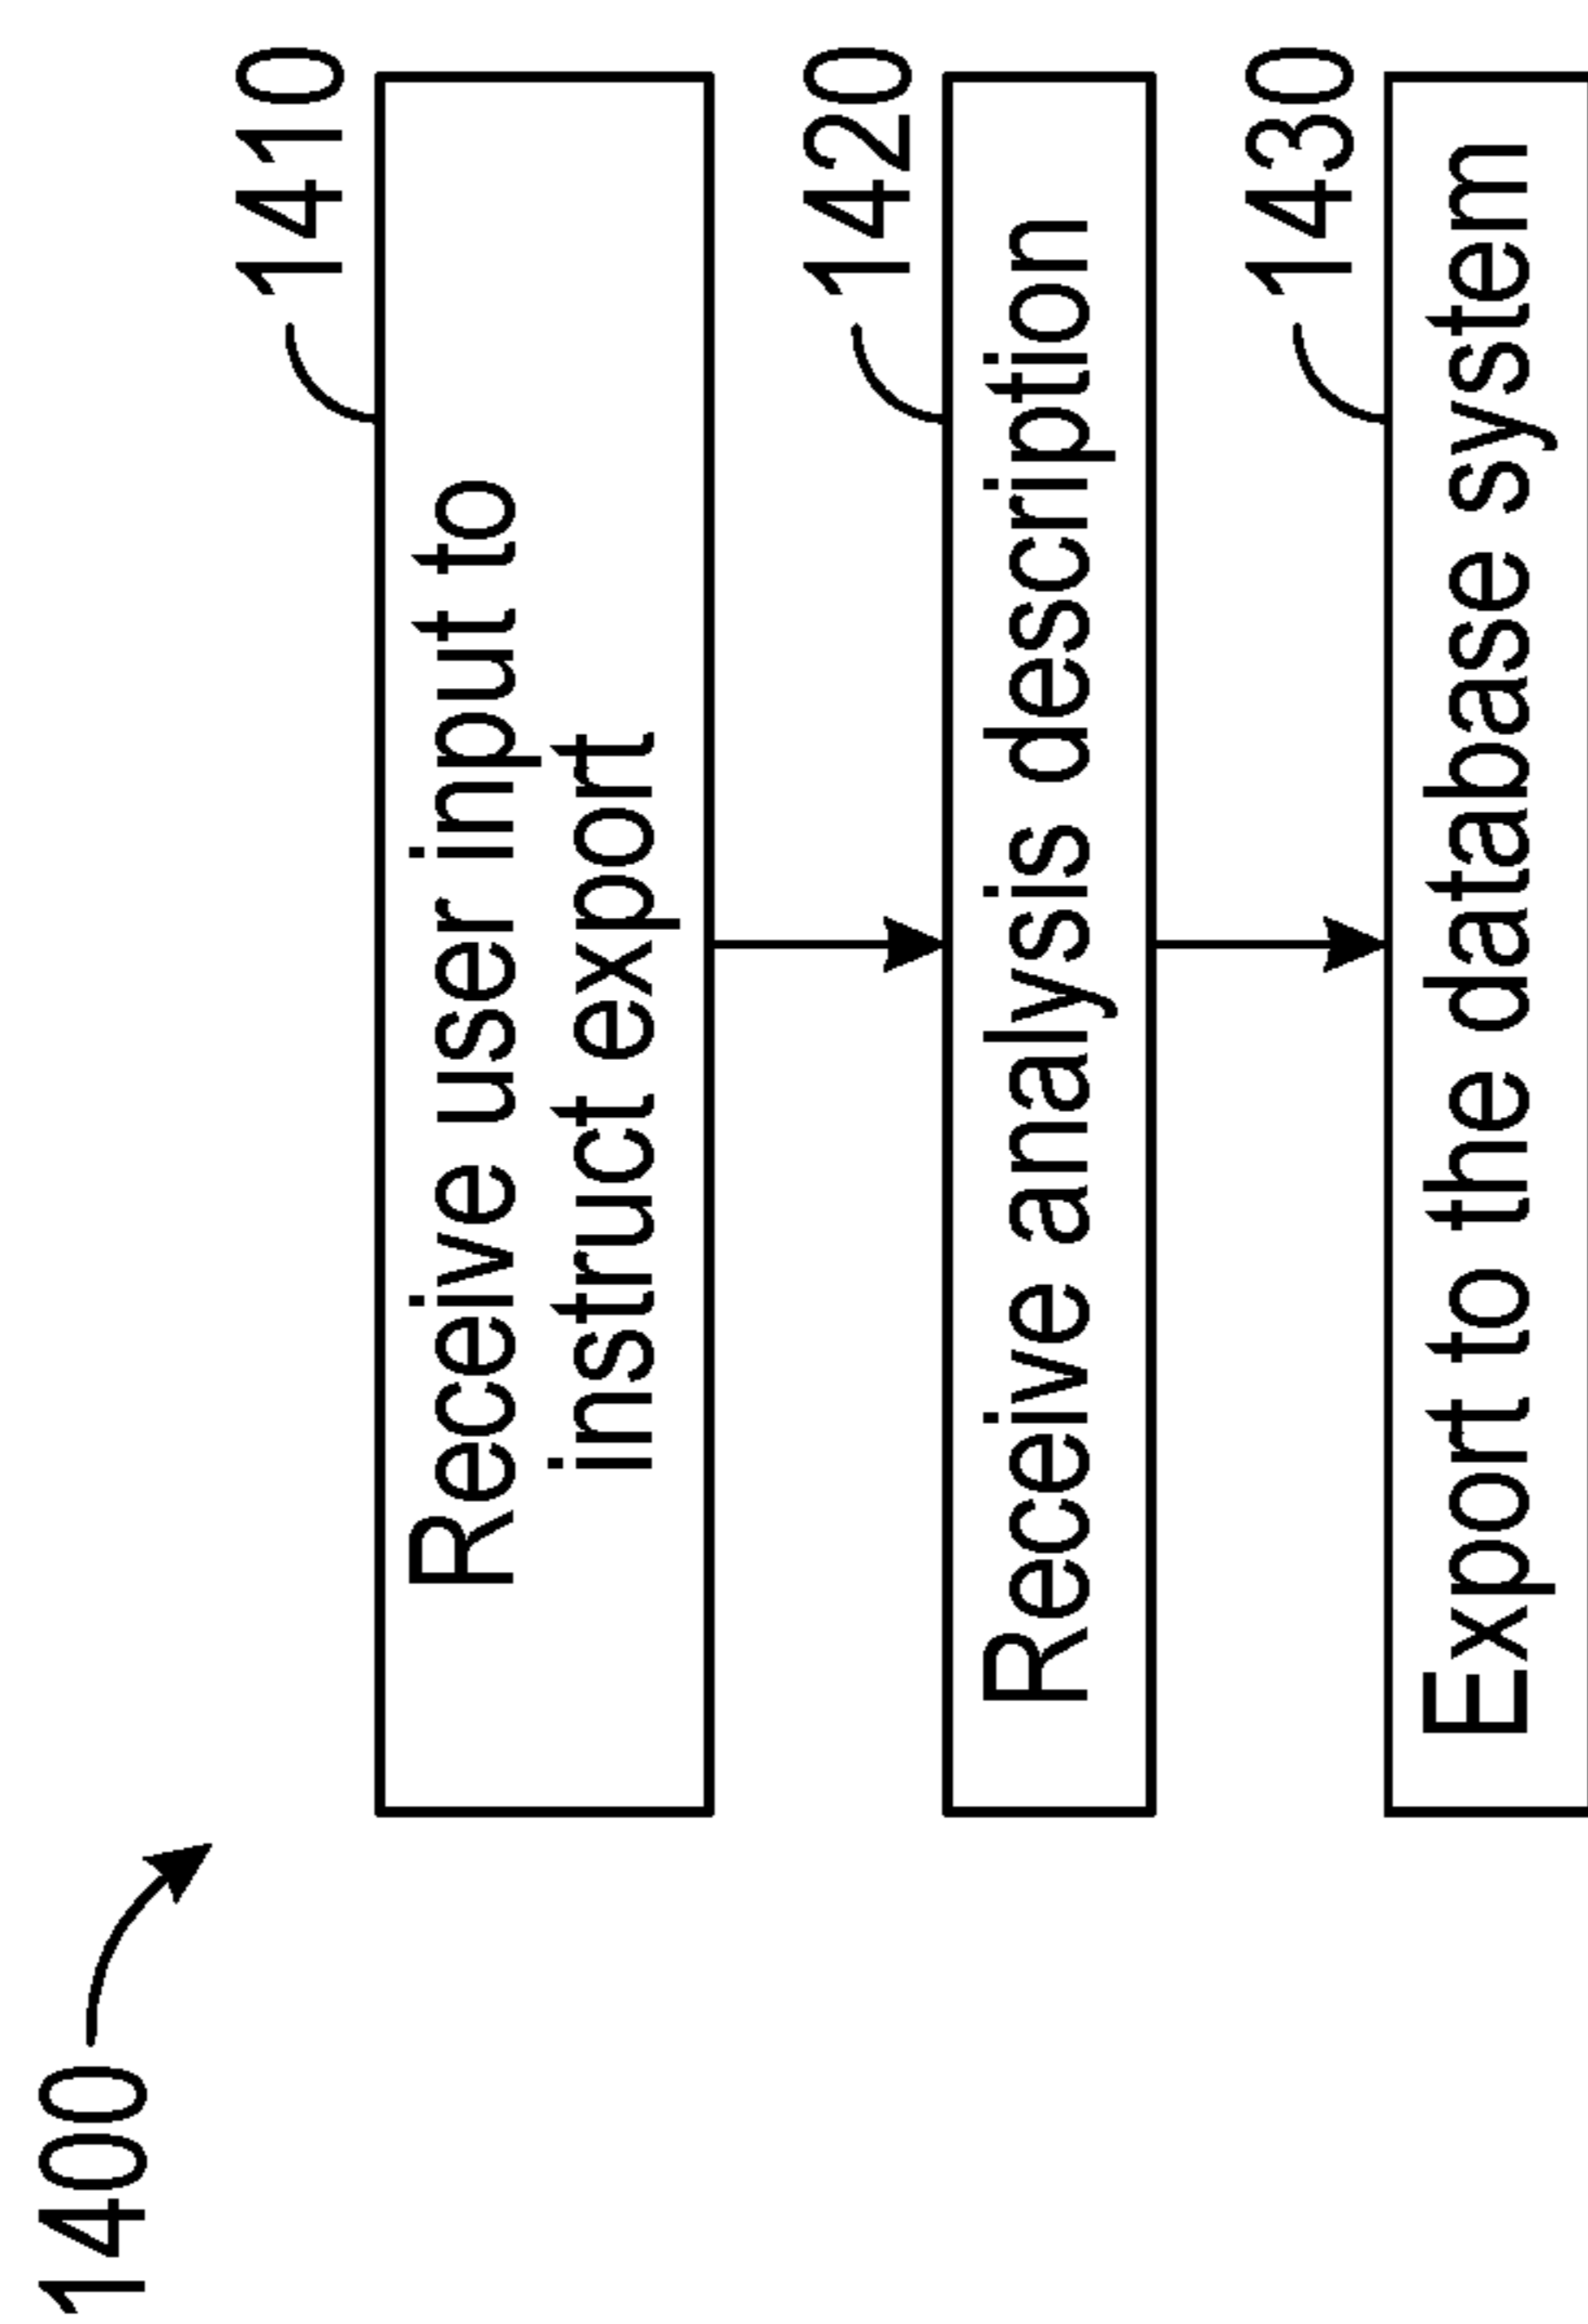 1400
1410
Receive user input to
instruct export
1420
Receive analysis description
1430
Export to the database system